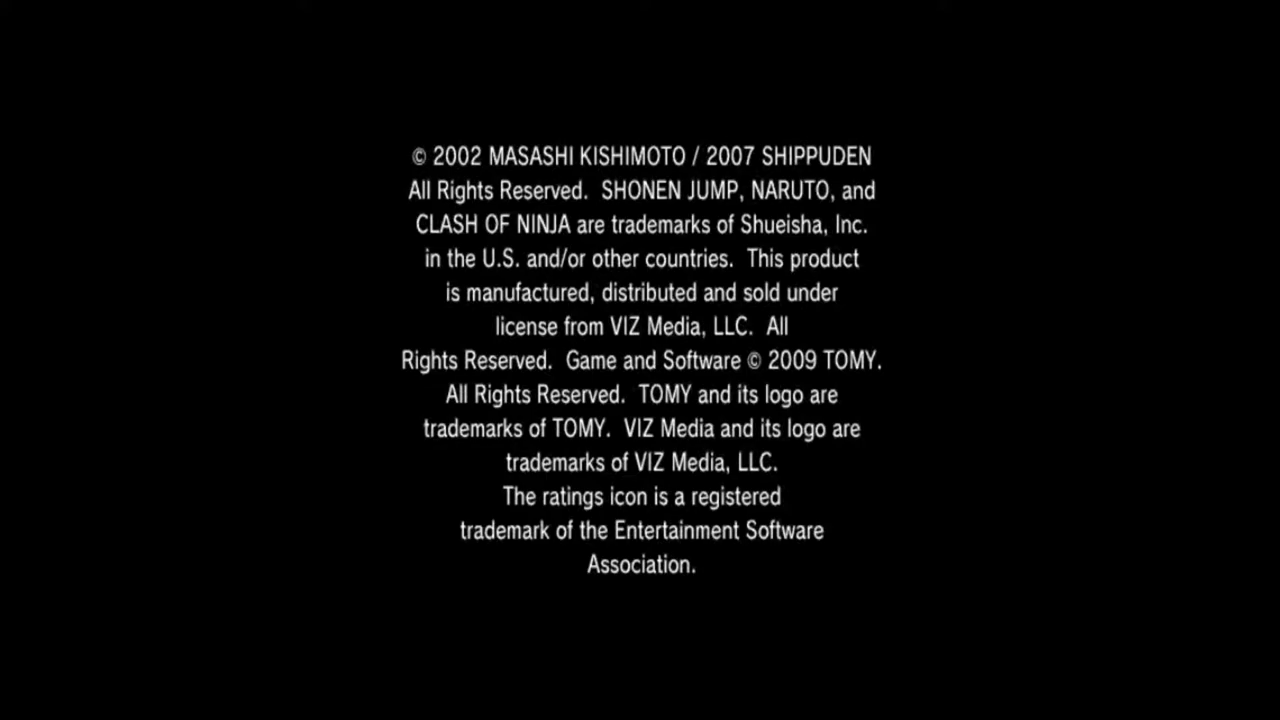 © 2002 MASASHI KISHIMOTO / 2007 SHIPPUDEN
All Rights Reserved.  SHONEN JUMP, NARUTO, and
CLASH OF NINJA are trademarks of Shueisha, Inc.
in the U.S. and/or other countries.  This product
is manufactured, distributed and sold under
license from VIZ Media, LLC.  All
Rights Reserved.  Game and Software © 2009 TOMY.
All Rights Reserved.  TOMY and its logo are
trademarks of TOMY.  VIZ Media and its logo are
trademarks of VIZ Media, LLC.
The ratings icon is a registered
trademark of the Entertainment Software
Association.